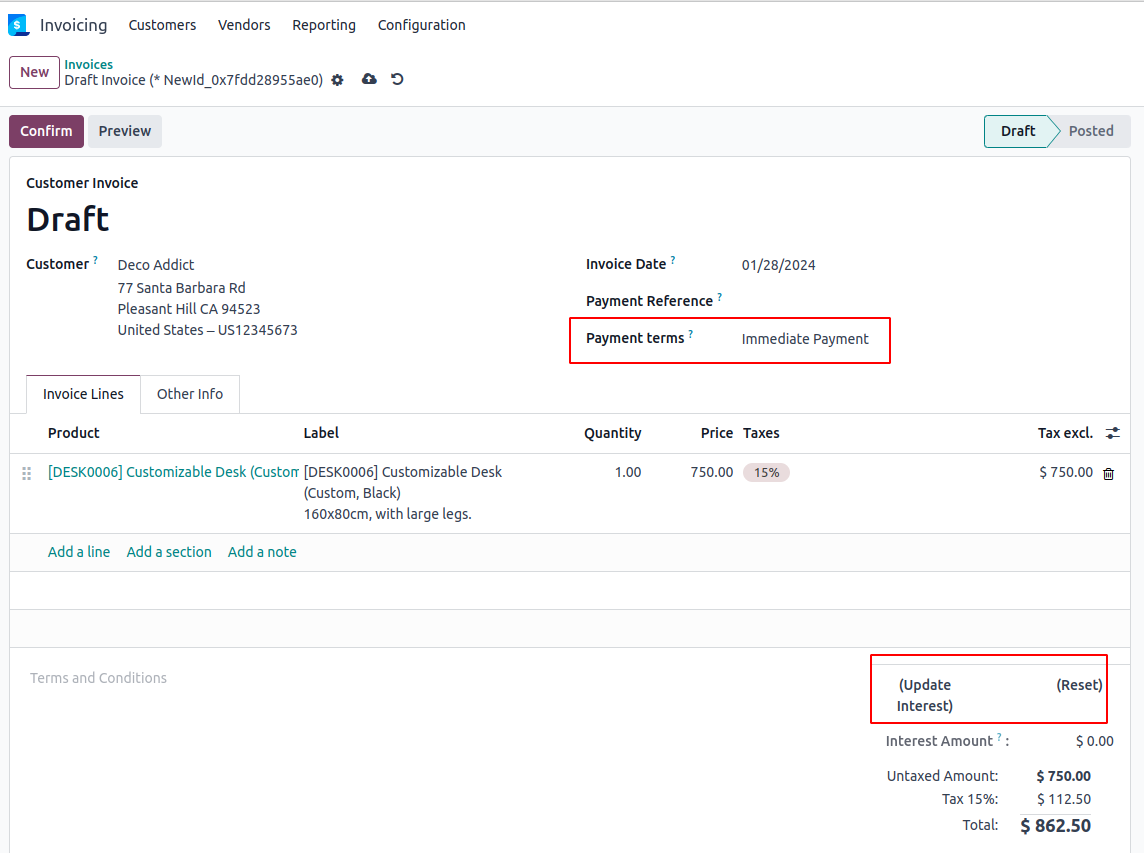 $ Invoicing Customers Vendors Reporting Configuration
New Invoices
Draft Invoice (* NewId_0x7fdd28955ae0)
Confirm Preview Draft Posted
Customer Invoice
Draft
Customer ? Deco Addict Invoice Date ? 01/28/2024
77 Santa Barbara Rd
Pleasant Hill CA 94523 Payment Reference ?
United States – US12345673 Payment terms ? Immediate Payment
Invoice Lines Other Info
Product Label Quantity Price Taxes Tax excl.
[DESK0006] Customizable Desk (Custom [DESK0006] Customizable Desk 1.00 750.00 15% $ 750.00
(Custom, Black)
160x80cm, with large legs.
Add a line Add a section Add a note
Terms and Conditions (Update (Reset)
Interest)
Interest Amount ? : $ 0.00
Untaxed Amount: $ 750.00
Tax 15%: $ 112.50
Total: $ 862.50